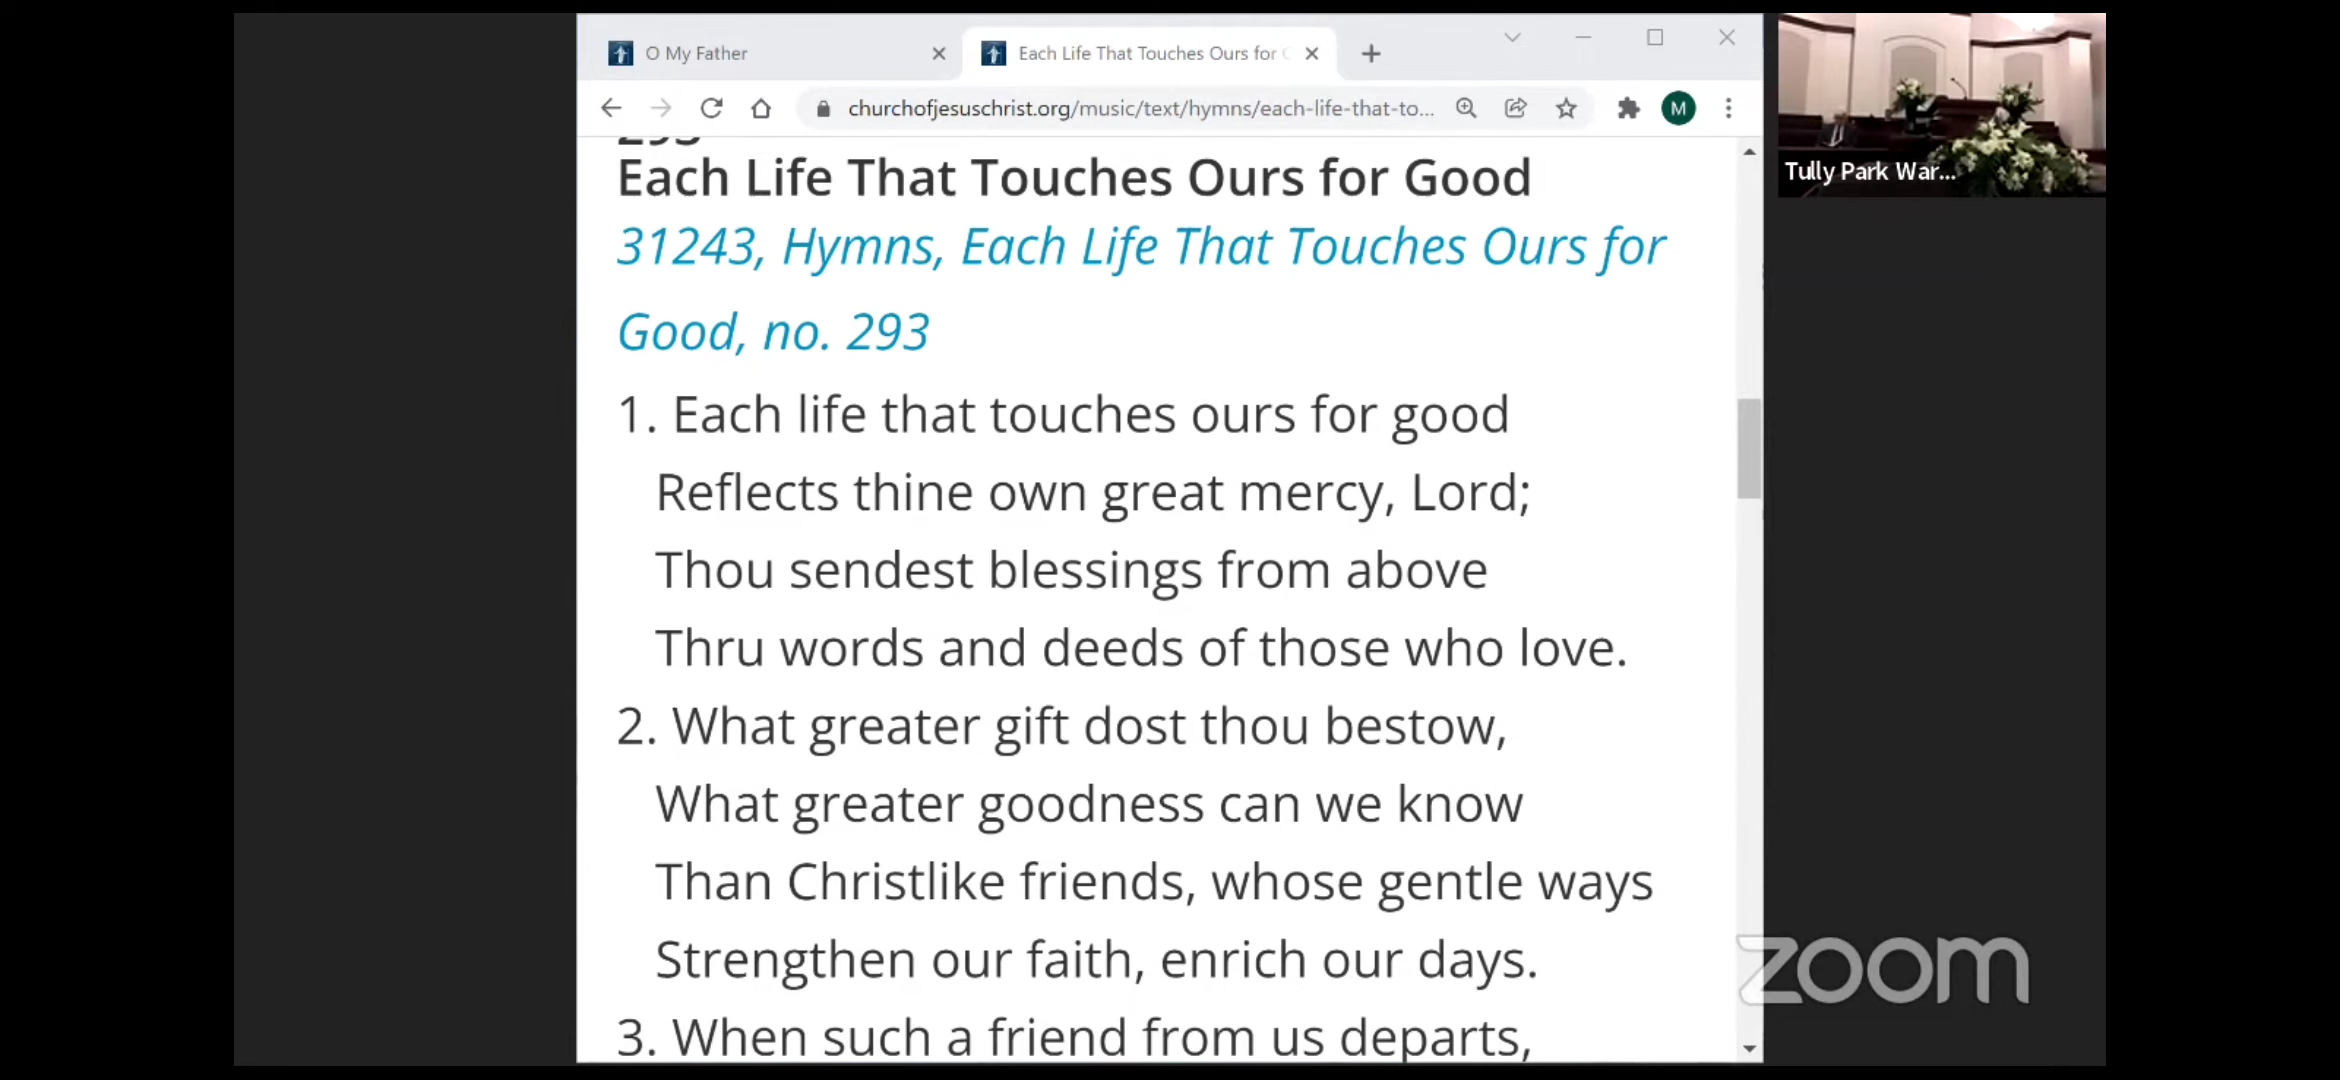 O My Father
Each Life That Touches Ours for
churchofjesuschrist.org/music/text/hymns/each-life-that-to...
M
Each Life That Touches Ours for Good
31243, Hymns, Each Life That Touches Ours for
Good, no. 293
1. Each life that touches ours for good
Reflects thine own great mercy, Lord;
Thou sendest blessings from above
Thru words and deeds of those who love.
2. What greater gift dost thou bestow,
What greater goodness can we know
Than Christlike friends, whose gentle ways
Strengthen our faith, enrich our days.
3. When such a friend from us departs,
Tully Park War...
zoom